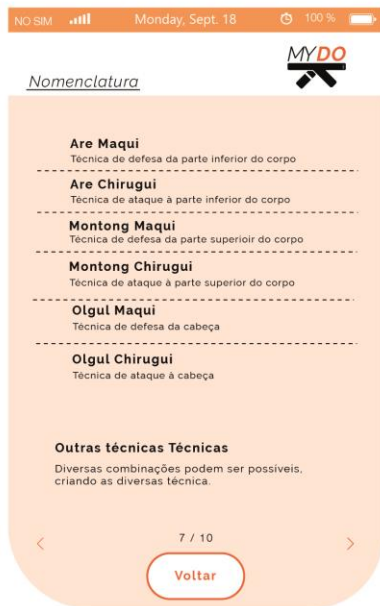 NO SIM Monday, Sept. 18 100 %
MYDO
Nomenclatura
Are Maqui
Técnica de defesa da parte inferior do corpo
Are Chirugui
Técnica de ataque à parte inferior do corpo
Montong Maqui
Técnica de defesa da parte superioir do corpo
Montong Chirugui
Técnica de ataque à parte superior do corpo
Olgul Maqui
Técnica de defesa da cabeça
Olgul Chirugui
Técnica de ataque à cabeça
Outras técnicas Técnicas
Diversas combinações podem ser possíveis,
criando as diversas técnica.
7 / 10
Voltar